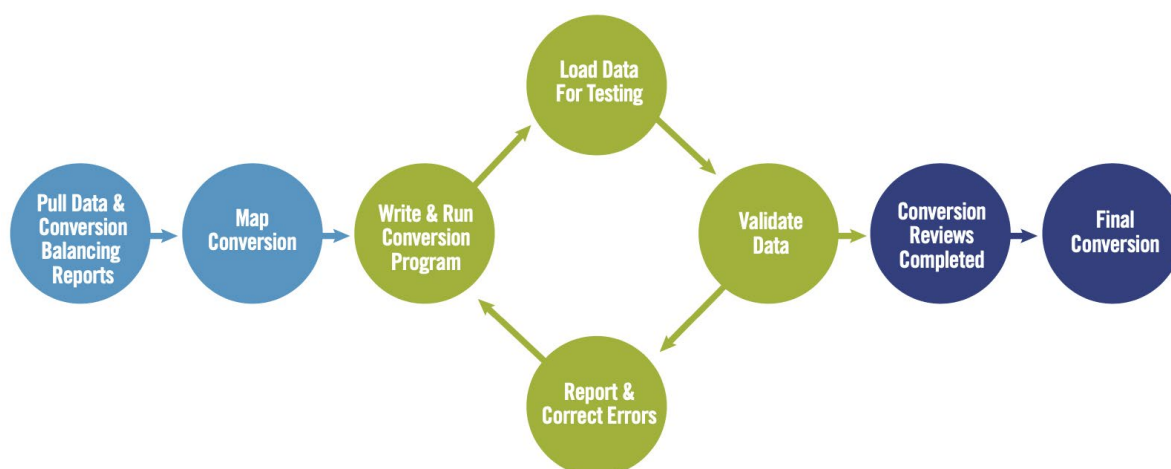 Pull Data &
Conversion
Balancing
Reports
Map
Conversion
Write & Run
Conversion
Program
Load Data
For Testing
Validate
Data
Report &
Correct Errors
Conversion
Reviews
Completed
Final
Conversion